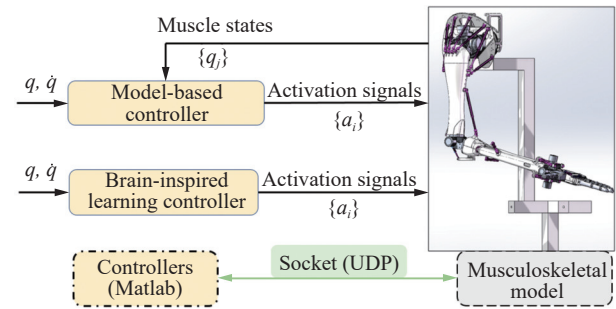 Muscle states
{q_j}
q, q̇
Model-based
controller
Activation signals
{a_i}
q, q̇
Brain-inspired
learning controller
Activation signals
{a_i}
Controllers
(Matlab)
Socket (UDP)
Musculoskeletal
model